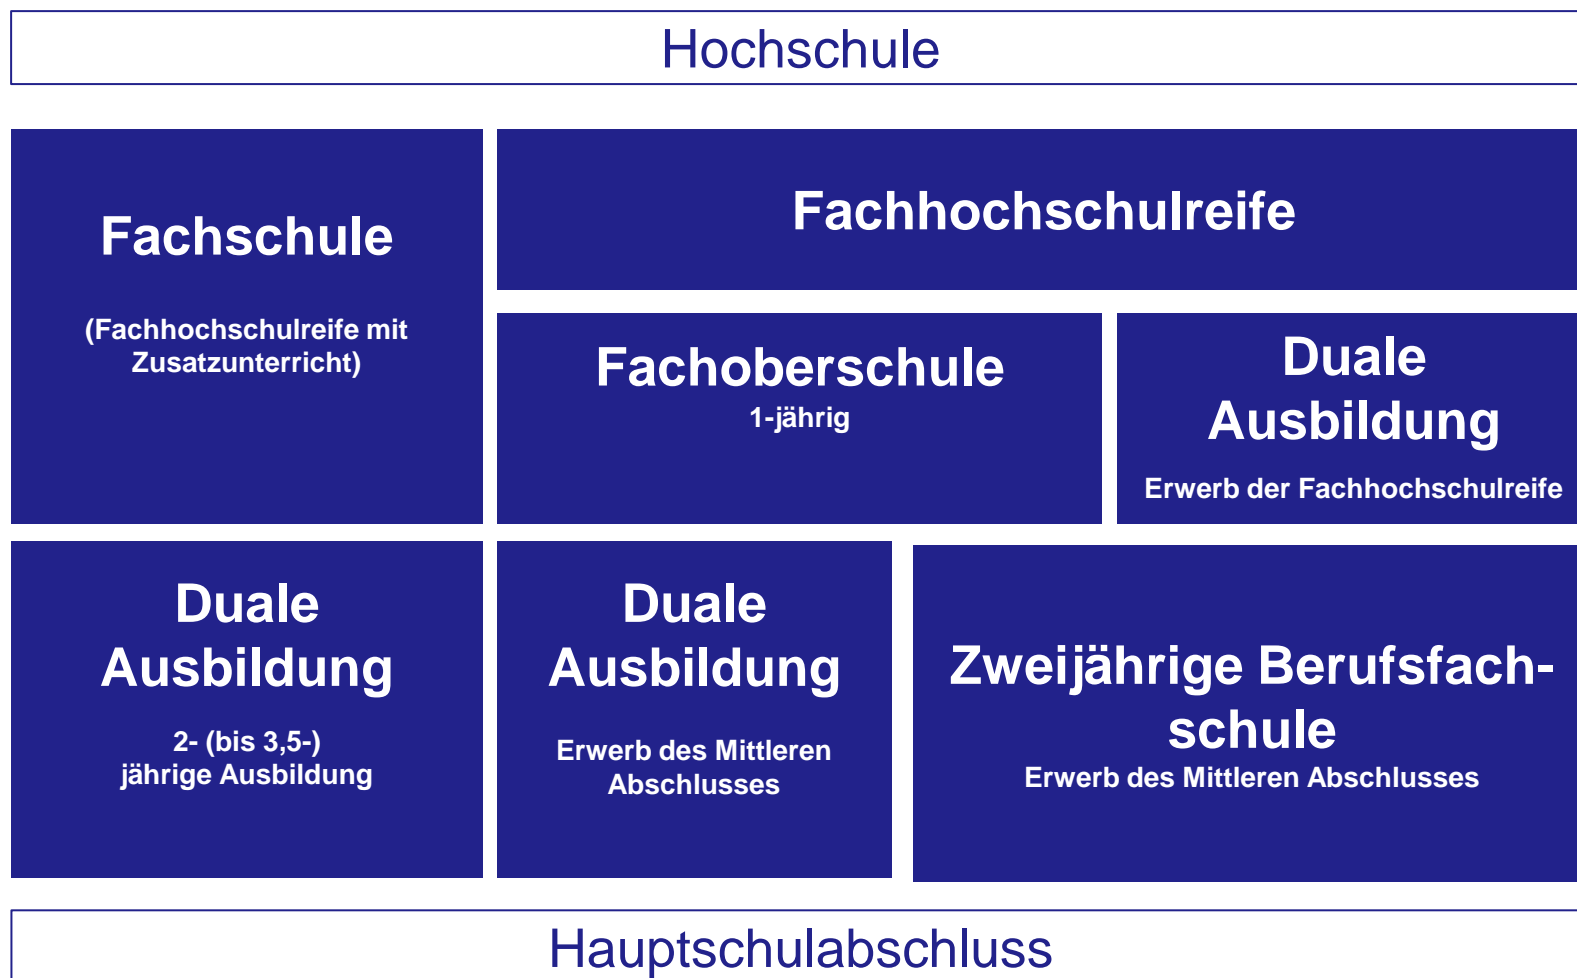 Hochschule
Fachschule
(Fachhochschulreife mit
Zusatzunterricht)
Fachhochschulreife
Fachoberschule
1-jährig
Duale
Ausbildung
Erwerb der Fachhochschulreife
Duale
Ausbildung
2- (bis 3,5-)
jährige Ausbildung
Duale
Ausbildung
Erwerb des Mittleren
Abschlusses
Zweijährige Berufsfach-
schule
Erwerb des Mittleren Abschlusses
Hauptschulabschluss